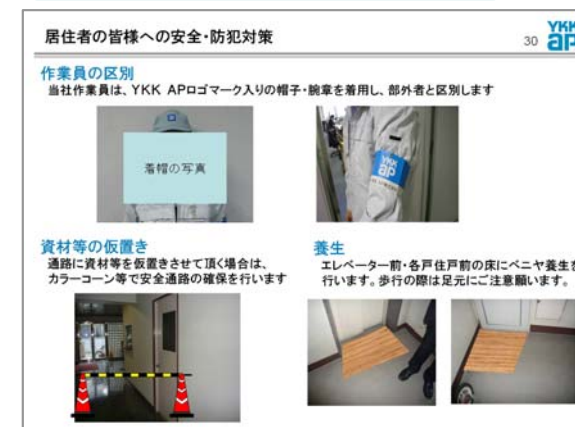 居住者の皆様への安全・防犯対策
30
YKK
ap
作業員の区別
当社作業員は、YKK APロゴマーク入りの帽子・腕章を着用し、部外者と区別します
着帽の写真
YKK
ap
資材等の仮置き
通路に資材等を仮置きさせて頂く場合は、
カラーコーン等で安全通路の確保を行います
養生
エレベーター前・各戸住戸前の床にベニヤ養生を
行います。歩行の際は足元にご注意願います。